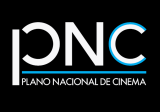 PNC
PLANO NACIONAL DE CINEMA